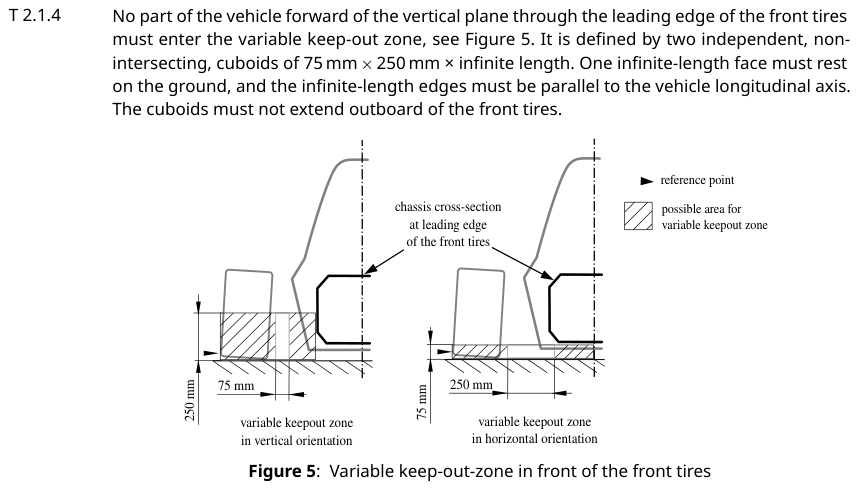 T 2.1.4 No part of the vehicle forward of the vertical plane through the leading edge of the front tires
must enter the variable keep-out zone, see Figure 5. It is defined by two independent, non-
intersecting, cuboids of 75 mm × 250 mm × infinite length. One infinite-length face must rest
on the ground, and the infinite-length edges must be parallel to the vehicle longitudinal axis.
The cuboids must not extend outboard of the front tires.
reference point
chassis cross-section
at leading edge
of the front tires
possible area for
variable keepout zone
250 mm
75 mm
variable keepout zone
in vertical orientation
75 mm
250 mm
variable keepout zone
in horizontal orientation
Figure 5: Variable keep-out-zone in front of the front tires